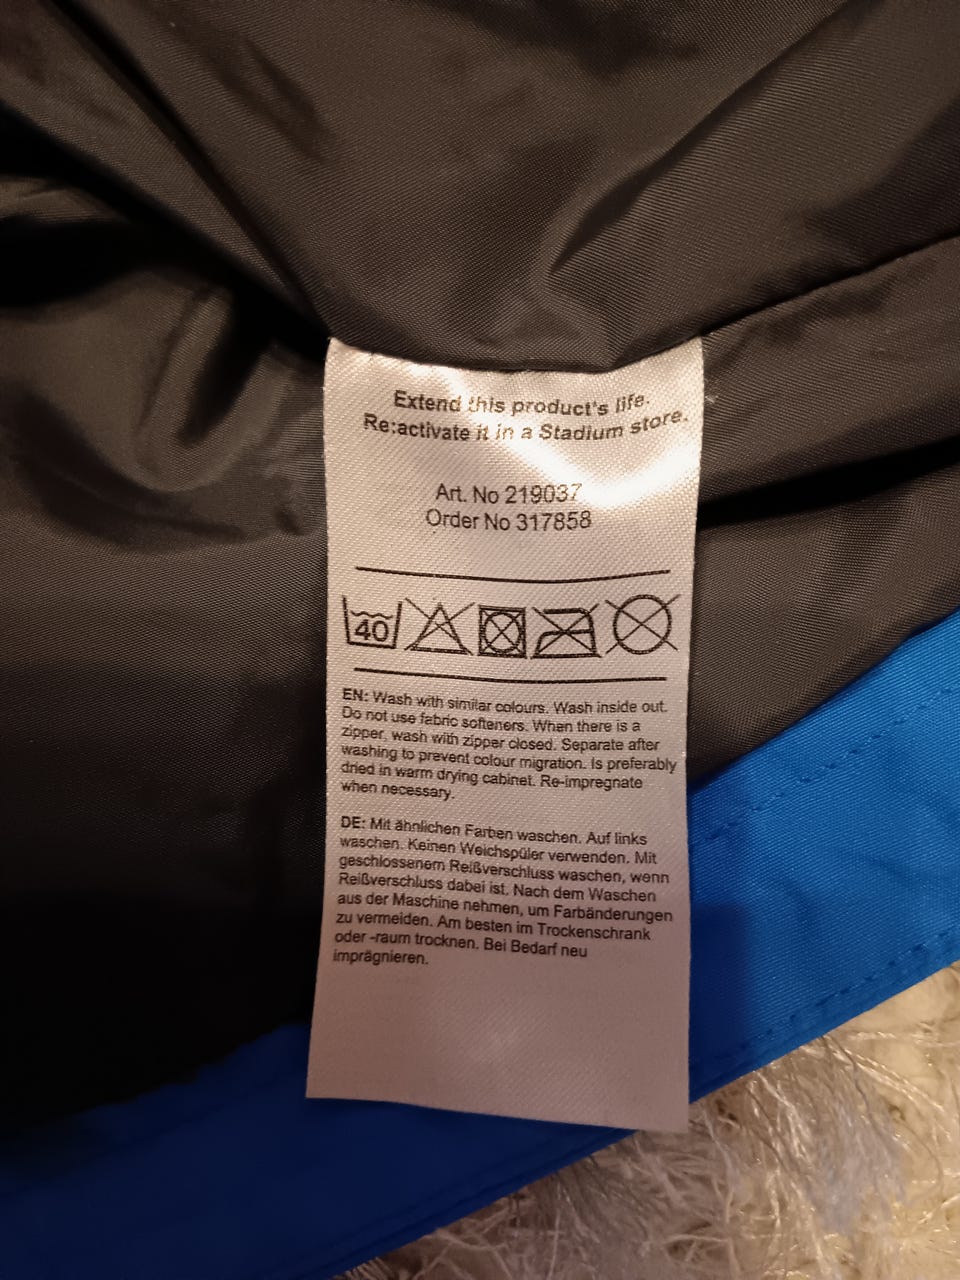 Extend this product's life.
Re:activate it in a Stadium store.
Art. No 219037
Order No 317858
40
EN: Wash with similar colours. Wash inside out.
Do not use fabric softeners. When there is a
zipper, wash with zipper closed. Separate after
washing to prevent colour migration. Is preferably
dried in warm drying cabinet. Re-impregnate
when necessary.
DE: Mit ähnlichen Farben waschen. Auf links
waschen. Keinen Weichspüler verwenden. Mit
geschlossenem Reißverschluss waschen, wenn
Reißverschluss dabei ist. Nach dem Waschen
aus der Maschine nehmen, um Farbänderungen
zu vermeiden. Am besten im Trockenschrank
oder -raum trocknen. Bei Bedarf neu
imprägnieren.